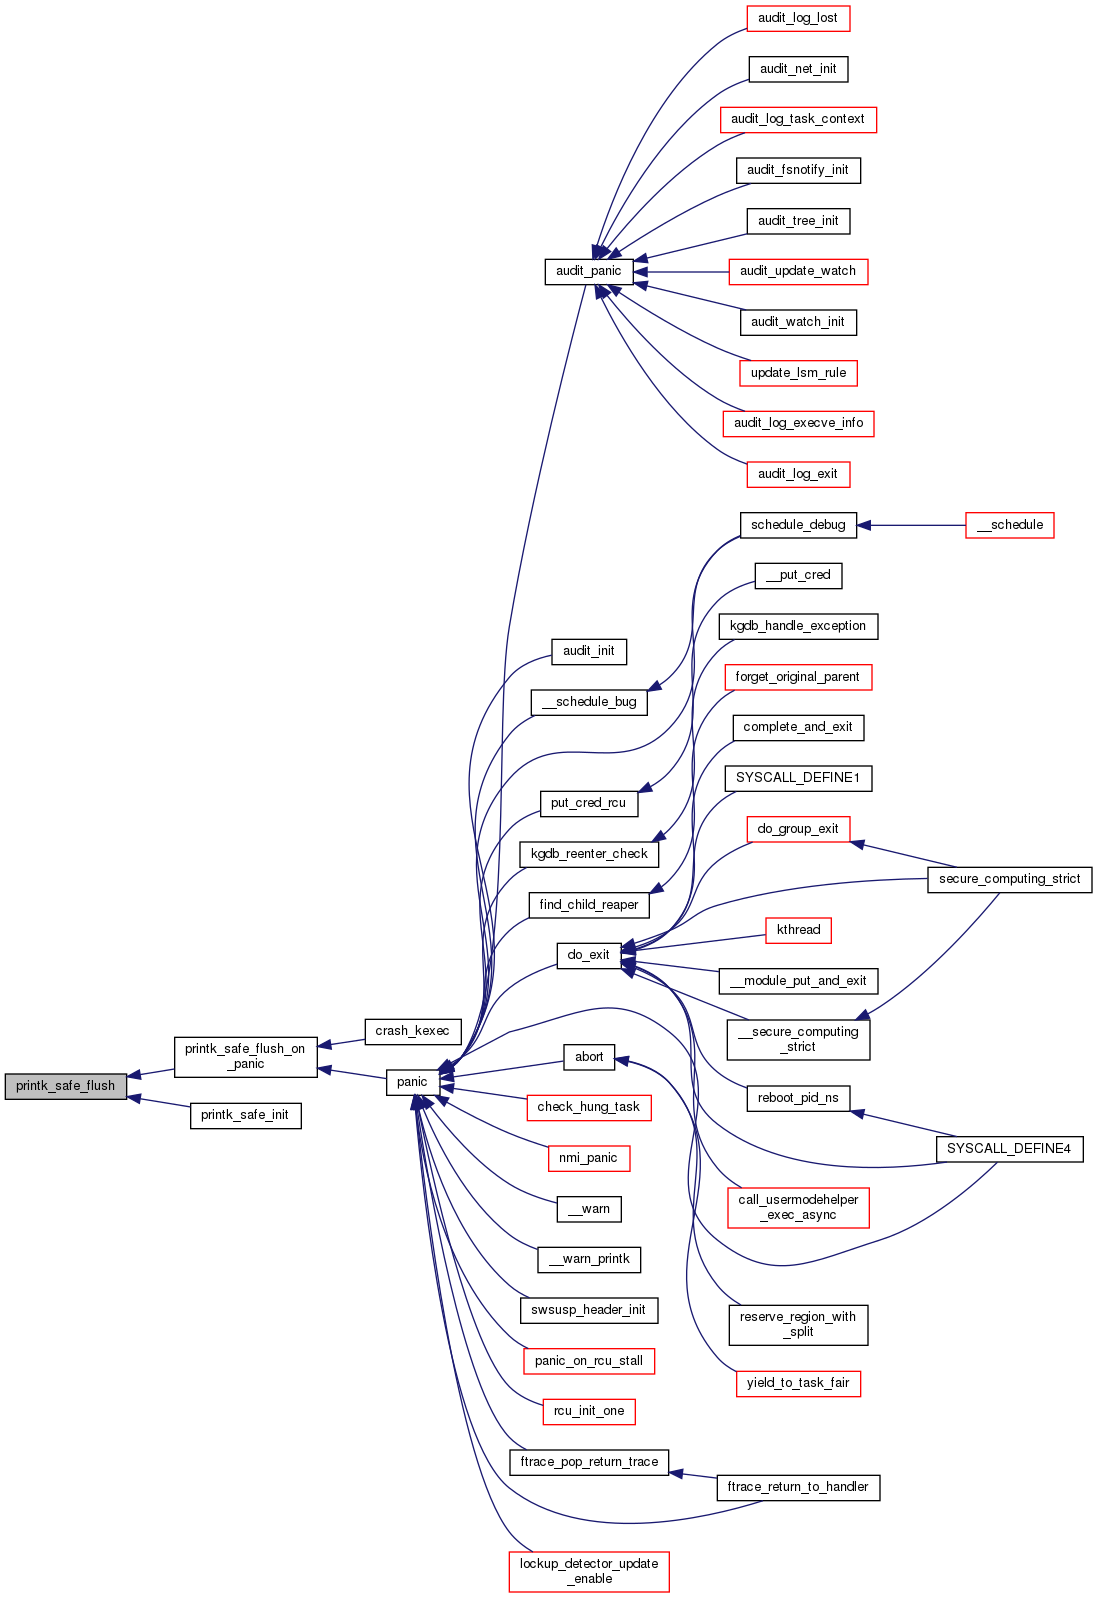 audit_log_lost
audit_net_init
audit_log_task_context
audit_fsnotify_init
audit_tree_init
audit_panic
audit_update_watch
audit_watch_init
update_lsm_rule
audit_log_execve_info
audit_log_exit
schedule_debug
__schedule
__put_cred
kgdb_handle_exception
audit_init
forget_original_parent
__schedule_bug
complete_and_exit
SYSCALL_DEFINE1
put_cred_rcu
do_group_exit
kgdb_reenter_check
secure_computing_strict
find_child_reaper
kthread
do_exit
__module_put_and_exit
crash_kexec
__secure_computing
_strict
printk_safe_flush_on
_panic
abort
panic
printk_safe_flush
reboot_pid_ns
check_hung_task
printk_safe_init
SYSCALL_DEFINE4
nmi_panic
call_usermodehelper
_exec_async
__warn
__warn_printk
swsusp_header_init
reserve_region_with
_split
panic_on_rcu_stall
yield_to_task_fair
rcu_init_one
ftrace_pop_return_trace
ftrace_return_to_handler
lockup_detector_update
_enable